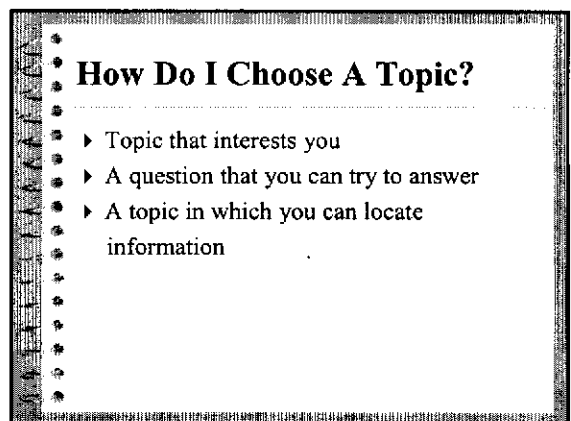 How Do I Choose A Topic?
▸ Topic that interests you
▸ A question that you can try to answer
▸ A topic in which you can locate
information